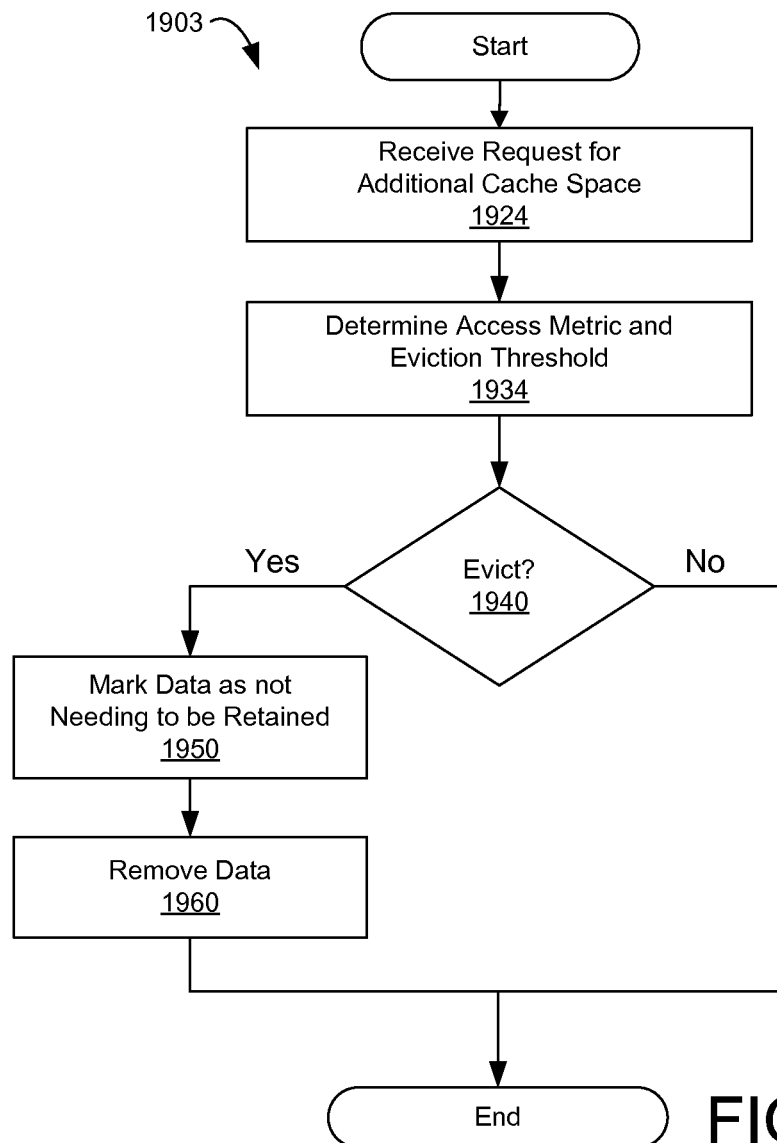 1903
Start
Receive Request for
Additional Cache Space
1924
Determine Access Metric and
Eviction Threshold
1934
Yes
Evict?
1940
No
Mark Data as not
Needing to be Retained
1950
Remove Data
1960
End